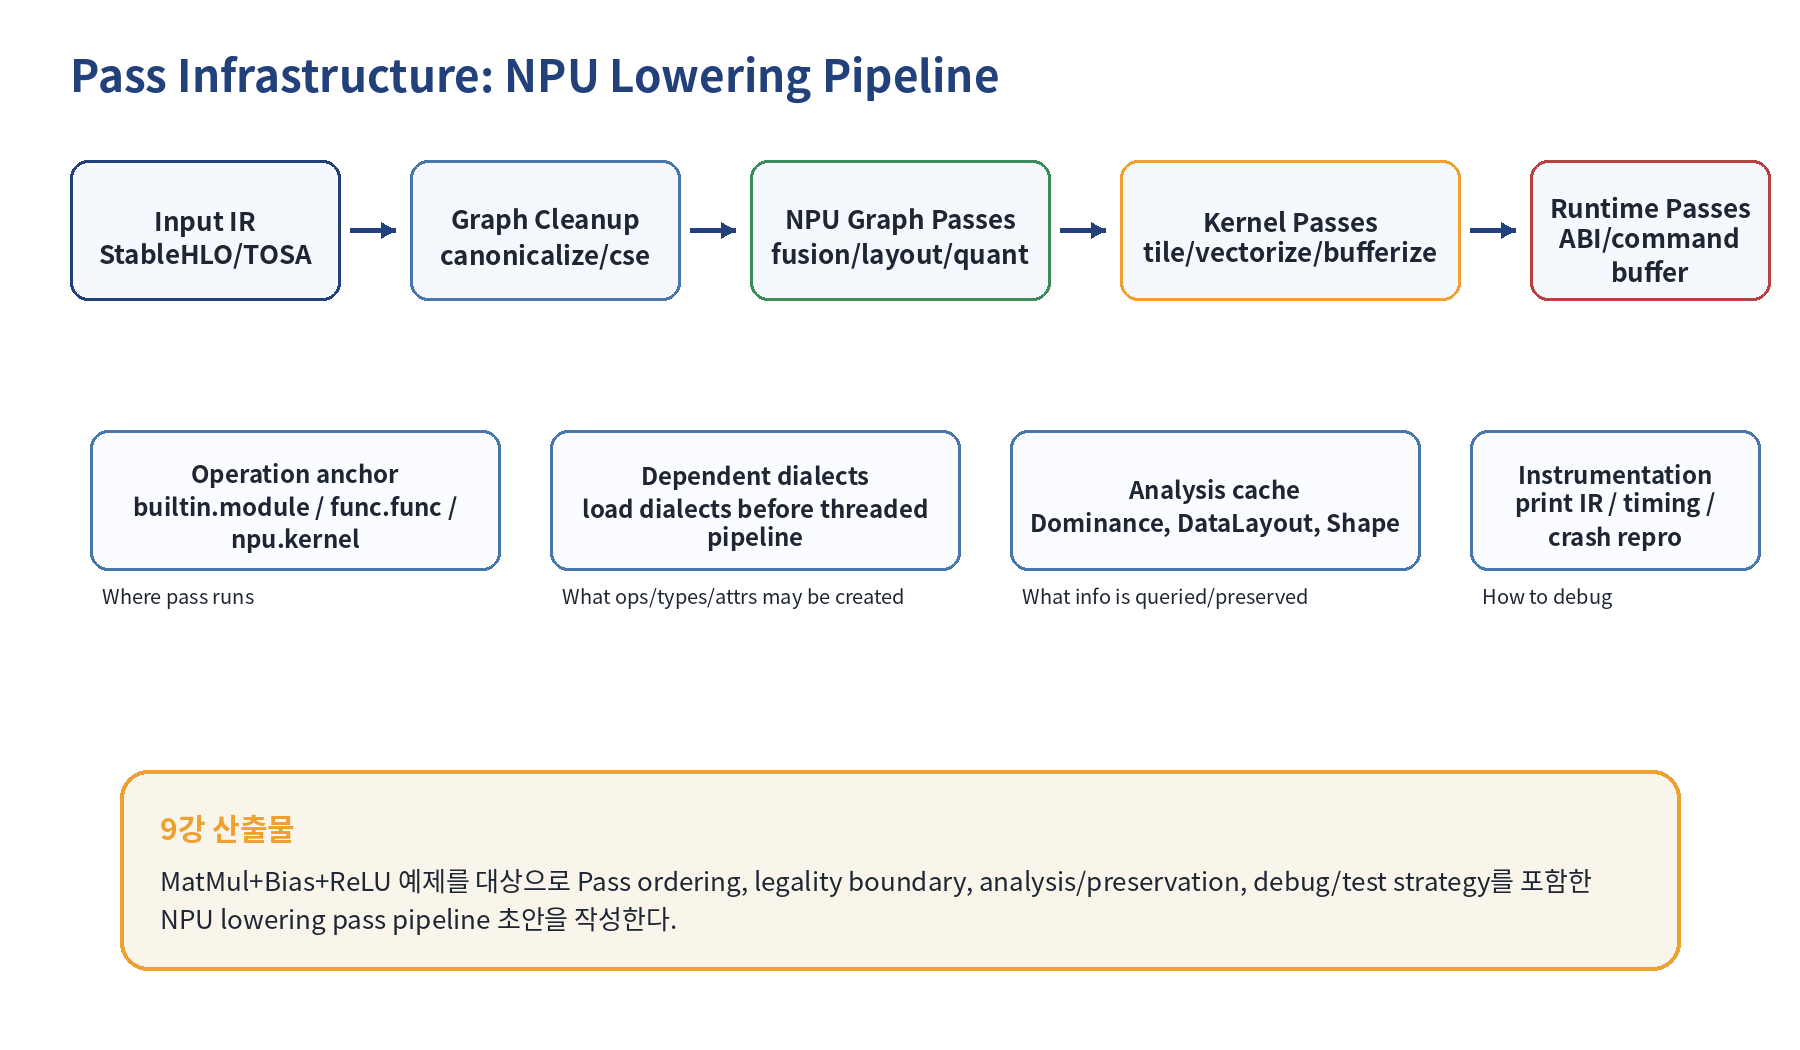 Pass Infrastructure: NPU Lowering Pipeline
Input IR
StableHLO/TOSA
Graph Cleanup
canonicalize/cse
NPU Graph Passes
fusion/layout/quant
Kernel Passes
tile/vectorize/bufferize
Runtime Passes
ABI/command
buffer
Operation anchor
builtin.module / func.func /
npu.kernel
Where pass runs
Dependent dialects
load dialects before threaded
pipeline
What ops/types/attrs may be created
Analysis cache
Dominance, DataLayout, Shape
What info is queried/preserved
Instrumentation
print IR / timing /
crash repro
How to debug
9강 산출물
MatMul+Bias+ReLU 예제를 대상으로 Pass ordering, legality boundary, analysis/preservation, debug/test strategy를 포함한
NPU lowering pass pipeline 초안을 작성한다.